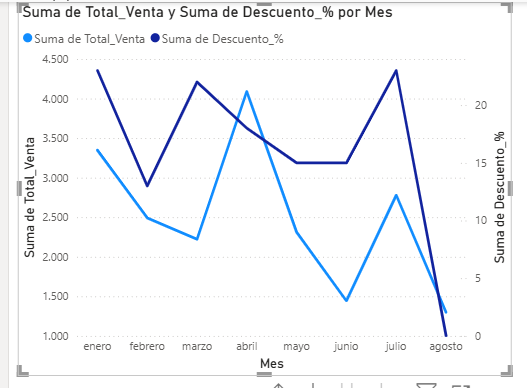 Suma de Total_Venta y Suma de Descuento_% por Mes
Suma de Total_Venta Suma de Descuento_%
4.500
4.000
3.500
3.000
2.500
2.000
1.500
1.000
Suma de Total_Venta
20
15
10
5
0
Suma de Descuento_%
enero febrero marzo abril mayo junio julio agosto
Mes